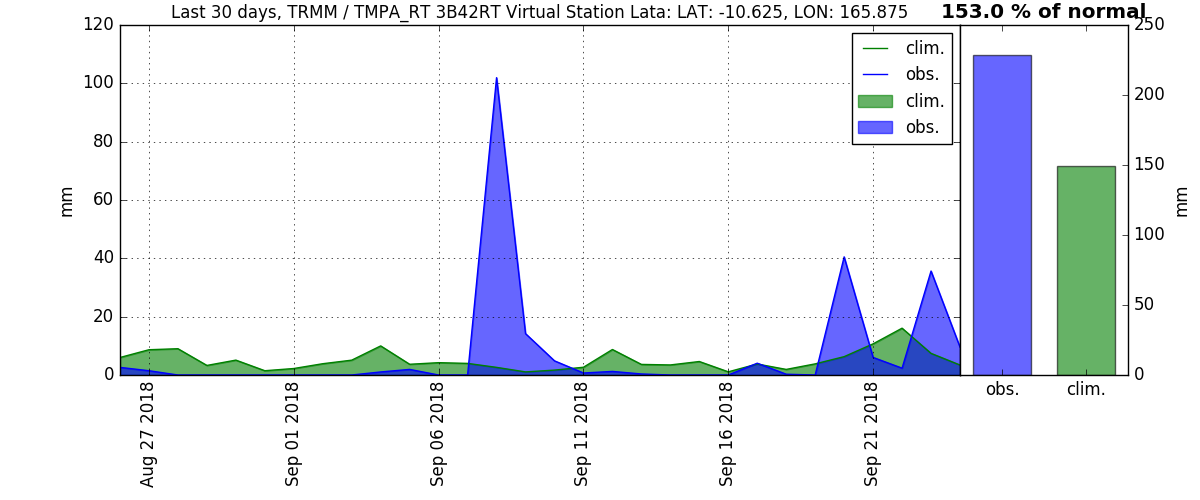 Last 30 days, TRMM / TMPA_RT 3B42RT Virtual Station Lata: LAT: -10.625, LON: 165.875
153.0 % of normal
120
100
80
60
40
20
0
mm
clim.
obs.
clim.
obs.
Aug 27 2018
Sep 01 2018
Sep 06 2018
Sep 11 2018
Sep 16 2018
Sep 21 2018
250
200
150
100
50
0
mm
obs.
clim.